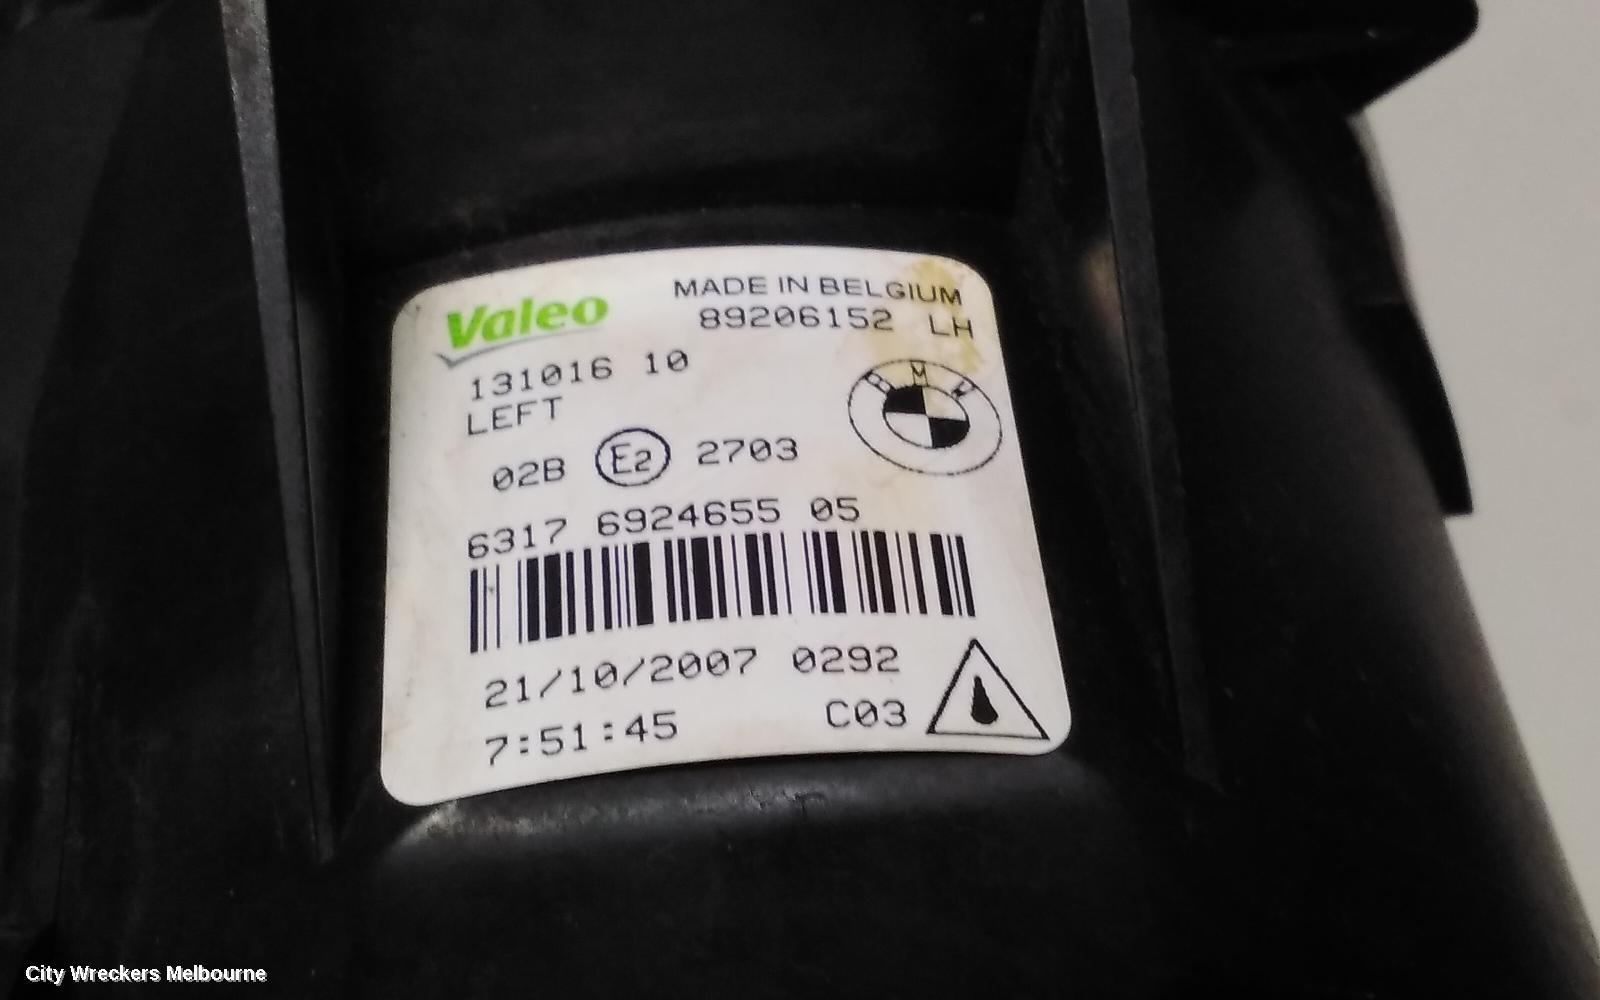 Valeo
MADE IN BELGIUM
89206152 LH
131016 10
LEFT
BMW
02B E2 2703
6317 6924655 05
21/10/2007 0292
7:51:45 C03
City Wreckers Melbourne